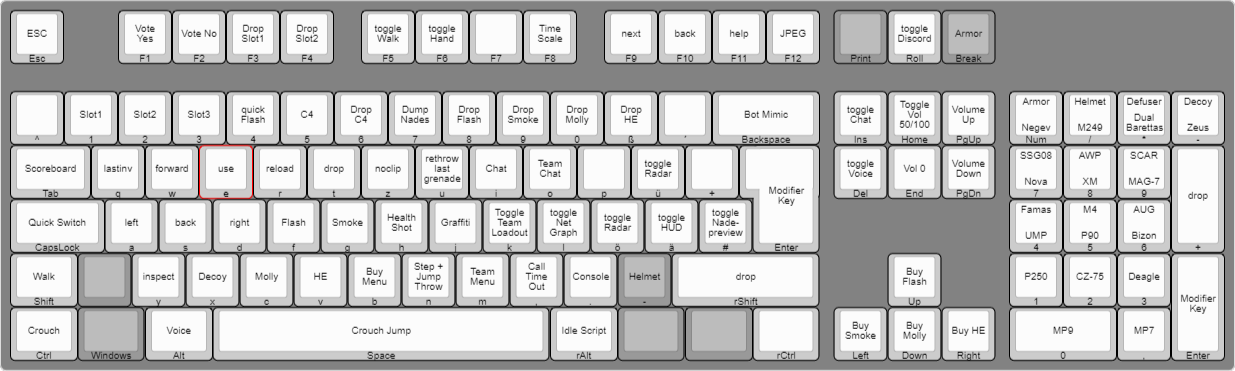 ESC Vote Yes Vote No Drop Slot1 Drop Slot2 toggle Walk toggle Hand Time Scale next back help JPEG toggle Discord Armor
Esc F1 F2 F3 F4 F5 F6 F7 F8 F9 F10 F11 F12 Print Roll Break
Slot1 Slot2 Slot3 quick Flash C4 Drop C4 Dump Nades Drop Flash Drop Smoke Drop Molly Drop HE Bot Mimic toggle Chat Toggle Vol 50/100 Volume Up Armor Negev Helmet M249 Defuser Dual Barettas Decoy Zeus
^ 1 2 3 4 5 6 7 8 9 0 ß ´ Backspace Ins Home PgUp Num / * -
Scoreboard lastinv forward use reload drop noclip rethrow last grenade Chat Team Chat toggle Radar Modifier Key toggle Voice Vol 0 Volume Down SSG08 Nova AWP XM SCAR MAG-7 drop
Tab q w e r t z u i o p ü + Enter Del End PgDn 7 8 9 +
Quick Switch left back right Flash Smoke Health Shot Graffiti Toggle Team Loadout toggle Net Graph toggle Radar toggle HUD toggle Nade- preview Famas UMP M4 P90 AUG Bizon
CapsLock a s d f g h j k l ö ä # 4 5 6
Walk inspect Decoy Molly HE Buy Menu Step + Jump Throw Team Menu Call Time Out Console Helmet drop Buy Flash P250 CZ-75 Deagle Modifier Key
Shift y x c v b n m , . - rShift Up 1 2 3 Enter
Crouch Voice Crouch Jump Idle Script Buy Smoke Buy Molly Buy HE MP9 MP7
Ctrl Windows Alt Space rAlt rCtrl Left Down Right 0 ,